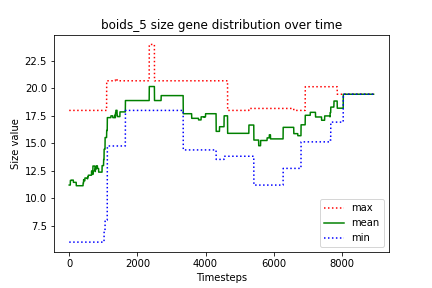 boids_5 size gene distribution over time
22.5
20.0
17.5
15.0
12.5
10.0
7.5
Size value
0
2000
4000
6000
8000
Timesteps
max
mean
min